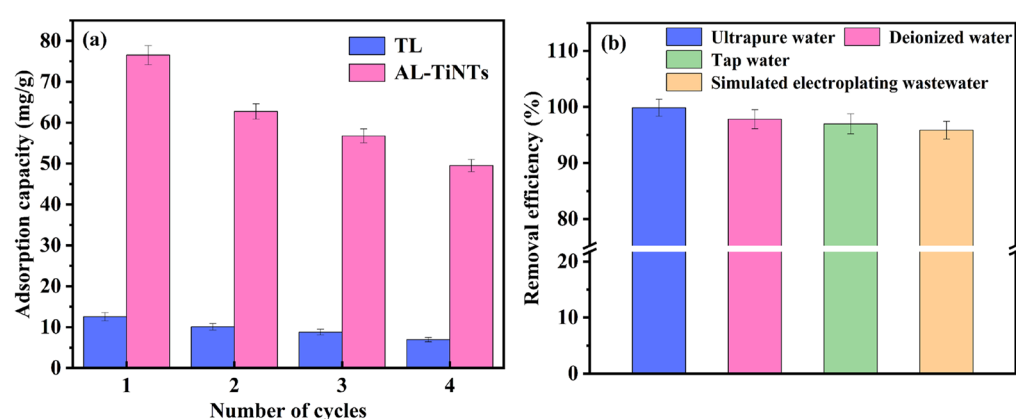 (a)
TL
AL-TiNTs
Adsorption capacity (mg/g)
80
70
60
50
40
30
20
10
0
1 2 3 4
Number of cycles
(b)
Ultrapure water Deionized water
Tap water
Simulated electroplating wastewater
Removal efficiency (%)
110
100
90
80
20
10
0